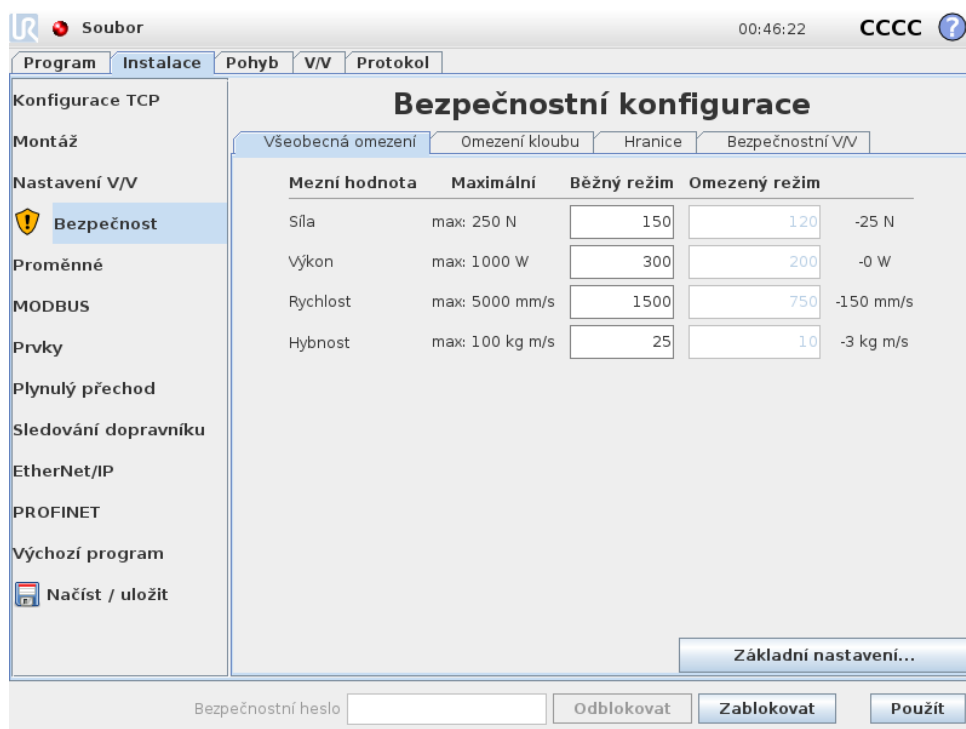 UR Soubor 00:46:22 CCCC ?
Program Instalace Pohyb V/V Protokol
Konfigurace TCP
Montáž
Nastavení V/V
Bezpečnost
Proměnné
MODBUS
Prvky
Plynulý přechod
Sledování dopravníku
EtherNet/IP
PROFINET
Výchozí program
Načíst / uložit
Bezpečnostní konfigurace
Všeobecná omezení Omezení kloubu Hranice Bezpečnostní V/V
Mezní hodnota Maximální Běžný režim Omezený režim
Síla max: 250 N 150 120 -25 N
Výkon max: 1000 W 300 200 -0 W
Rychlost max: 5000 mm/s 1500 750 -150 mm/s
Hybnost max: 100 kg m/s 25 10 -3 kg m/s
Základní nastavení...
Bezpečnostní heslo Odblokovat Zablokovat Použít